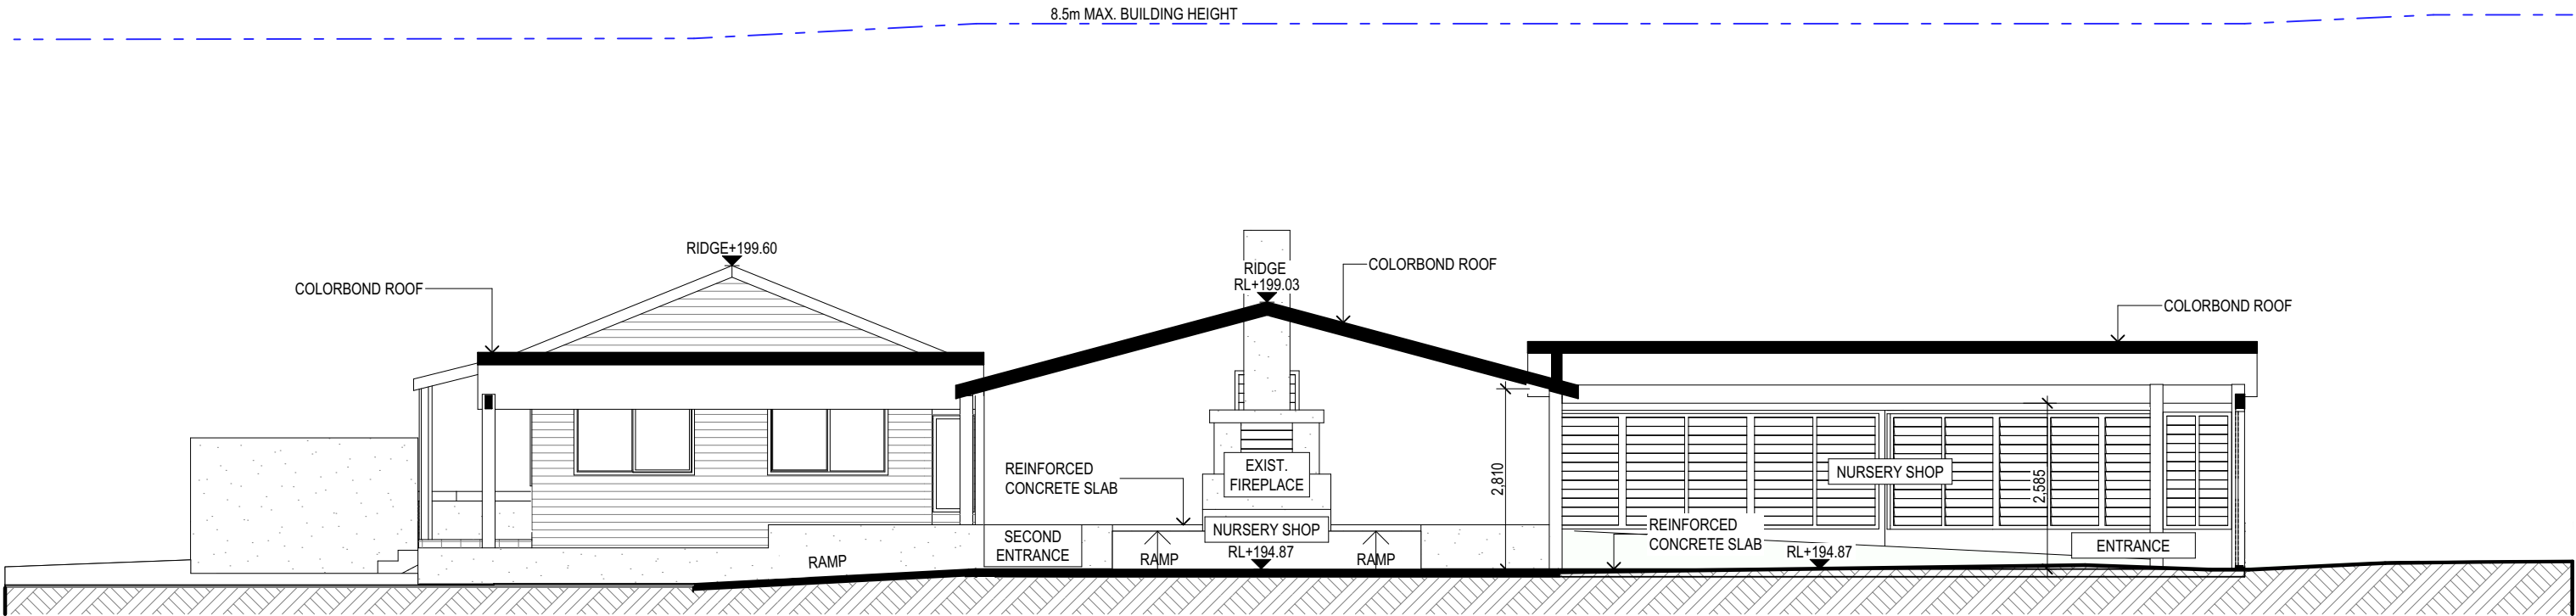 8.5m MAX. BUILDING HEIGHT
RIDGE+199.60
COLORBOND ROOF
RIDGE
RL+199.03
COLORBOND ROOF
COLORBOND ROOF
REINFORCED
CONCRETE SLAB
EXIST.
FIREPLACE
2,810
NURSERY SHOP
2,585
SECOND
ENTRANCE
NURSERY SHOP
RL+194.87
RAMP
RAMP
RAMP
REINFORCED
CONCRETE SLAB
RL+194.87
ENTRANCE